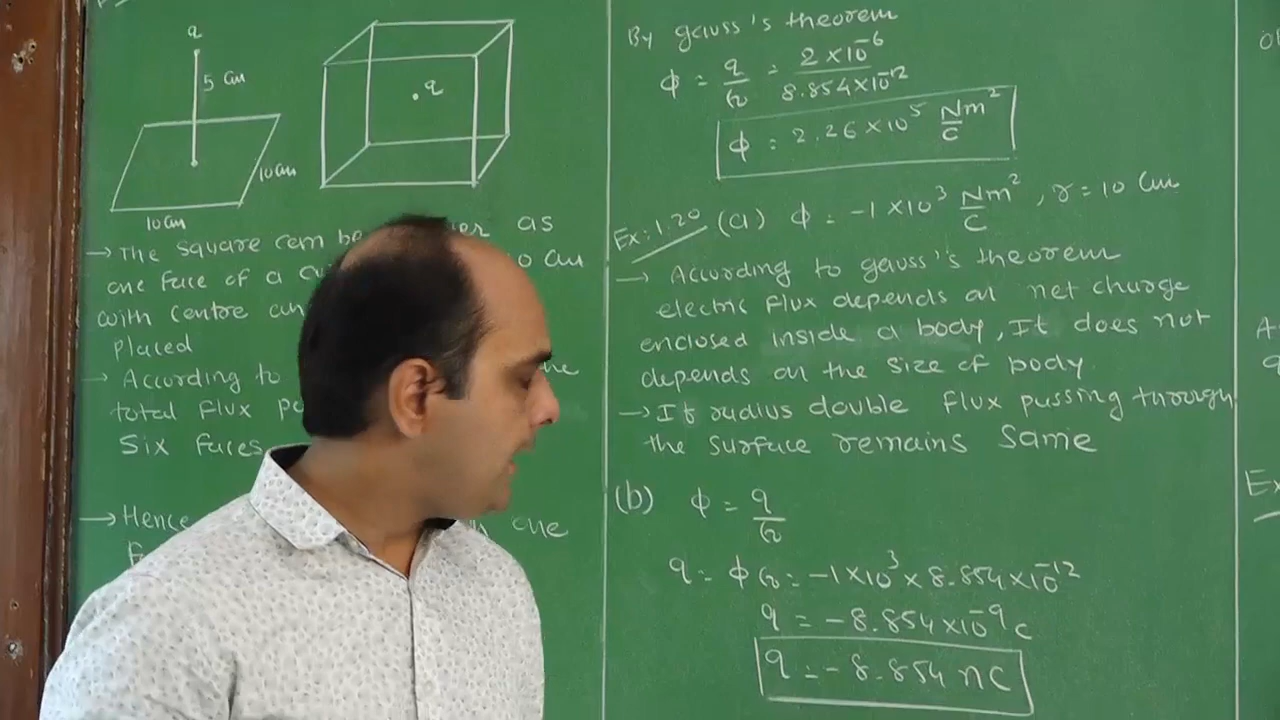 q
5 cm
10 cm
10 cm
. q
→ The square can be as
one face of a cm
with centre
placed
→ According to
total flux
six faces
→ Hence one
By gauss's theorem
ϕ = q/ε₀ = 2 × 10⁻⁶ / 8.854 × 10⁻¹²
ϕ = 2.26 × 10⁵ Nm²/C
Ex: 1.20 (a) ϕ = -1 × 10³ Nm²/C , r = 10 cm
→ According to gauss's theorem
electric flux depends on net charge
enclosed inside a body, It does not
depends on the size of body
→ If radius double flux passing through
the surface remains same
(b) ϕ = q/ε₀
q = ϕε₀ = -1 × 10³ × 8.854 × 10⁻¹²
q = -8.854 × 10⁻⁹ C
q = -8.854 nC
Ex